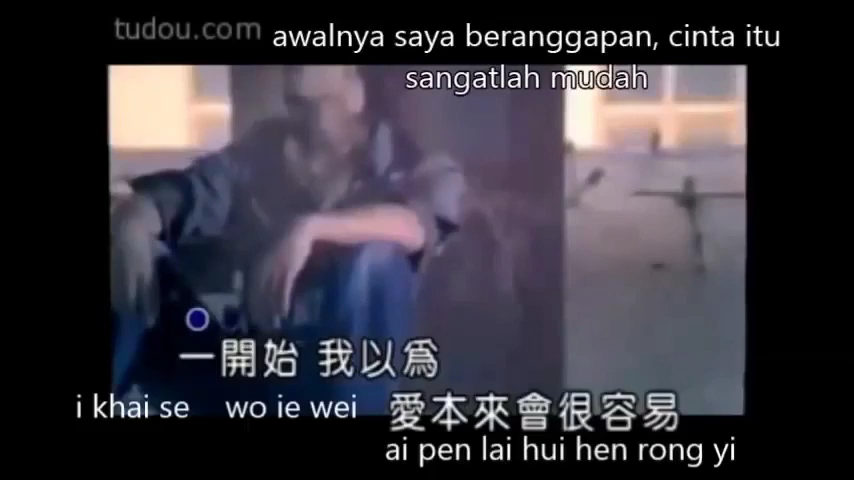 tudou.com
awalnya saya beranggapan, cinta itu
sangatlah mudah
一開始 我以為
i khai se wo ie wei
愛本來會很容易
ai pen lai hui hen rong yi